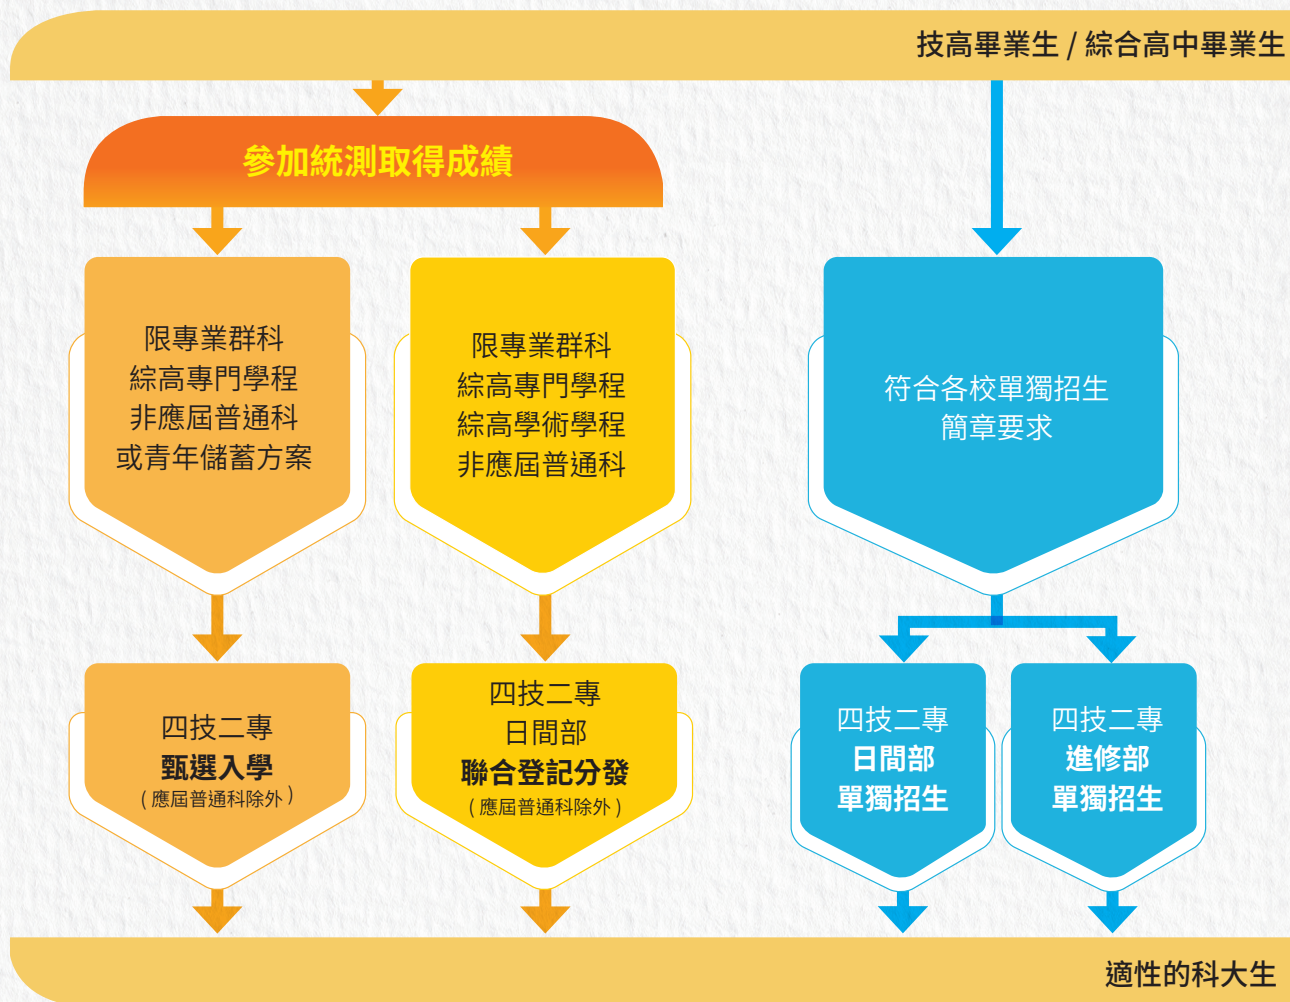 技高畢業生 / 綜合高中畢業生
參加統測取得成績
限專業群科
綜高專門學程
非應屆普通科
或青年儲蓄方案
限專業群科
綜高專門學程
綜高學術學程
非應屆普通科
符合各校單獨招生
簡章要求
四技二專
甄選入學
( 應屆普通科除外 )
四技二專
日間部
聯合登記分發
( 應屆普通科除外 )
四技二專
日間部
單獨招生
四技二專
進修部
單獨招生
適性的科大生